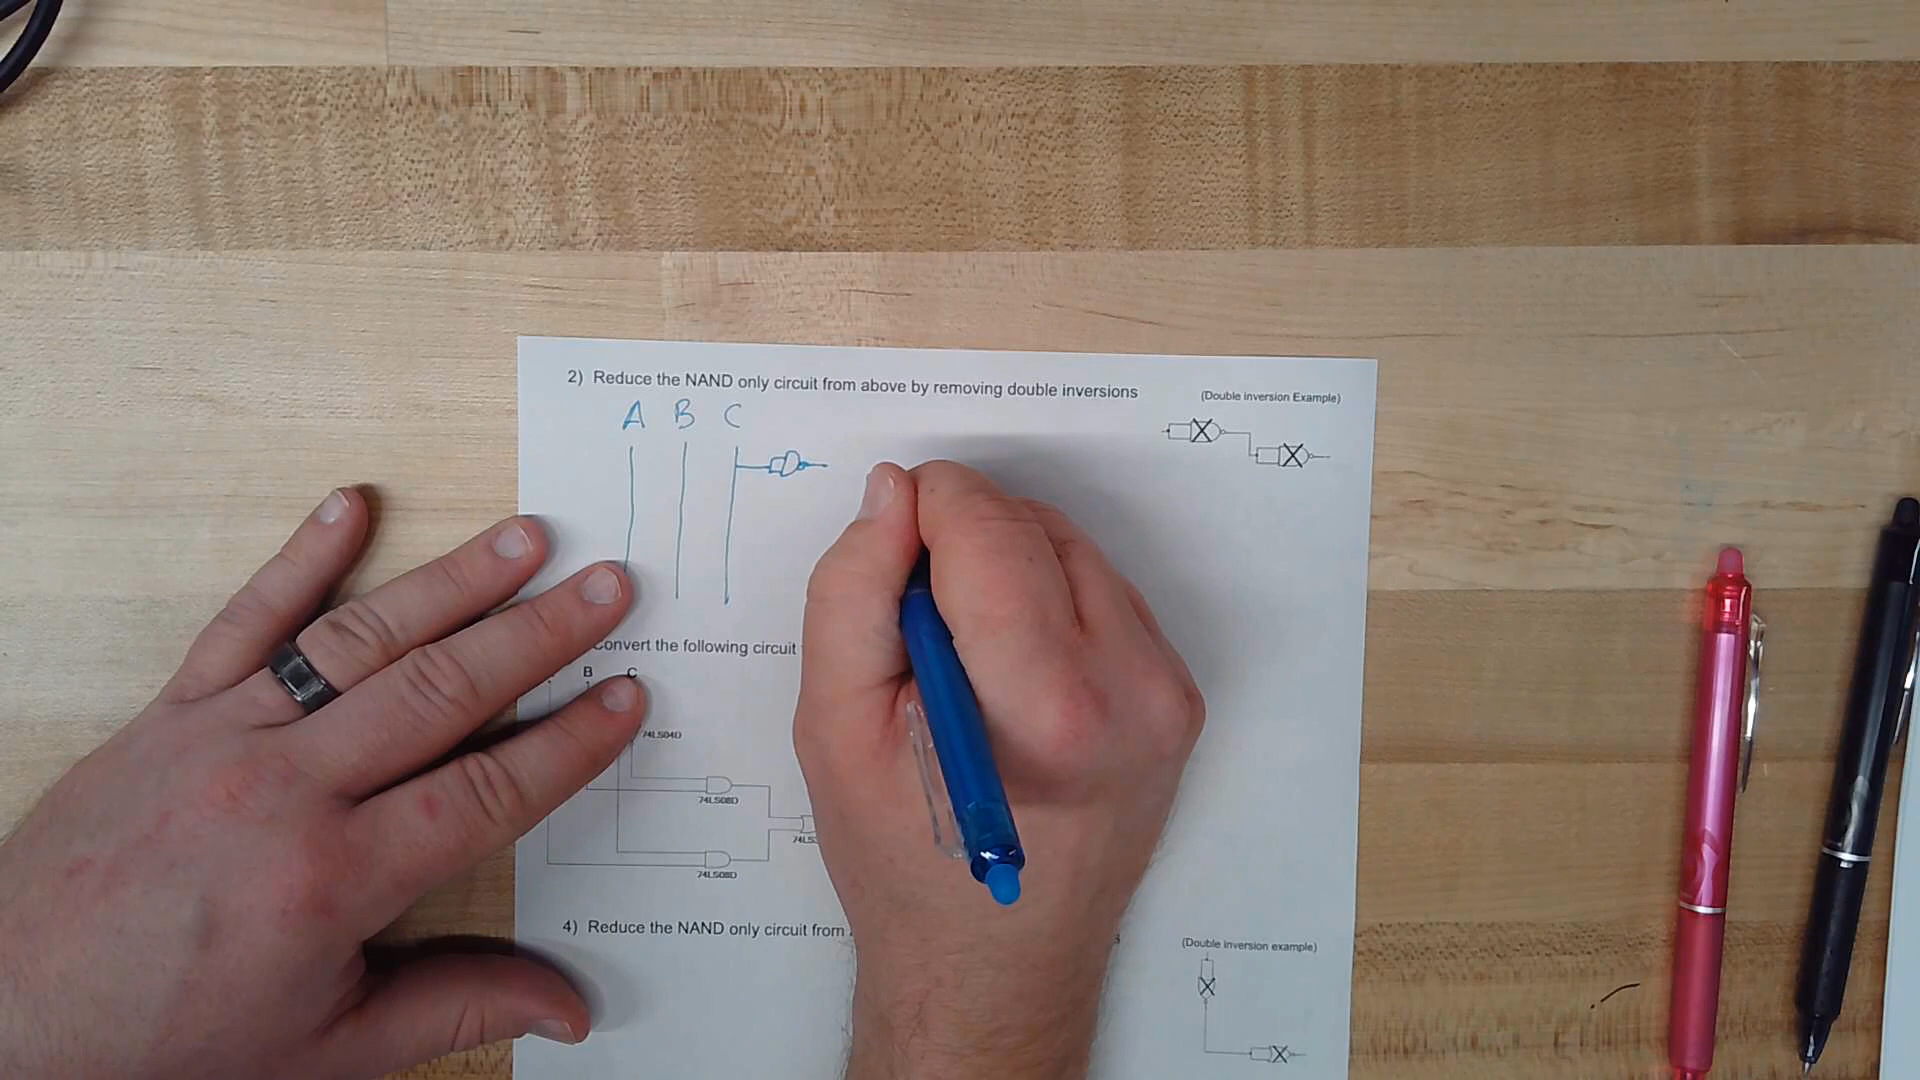 2) Reduce the NAND only circuit from above by removing double inversions
(Double inversion Example)
A B C
Convert the following circuit
B C
74LS04D
74LS08D
74LS
74LS08D
4) Reduce the NAND only circuit from
(Double inversion example)